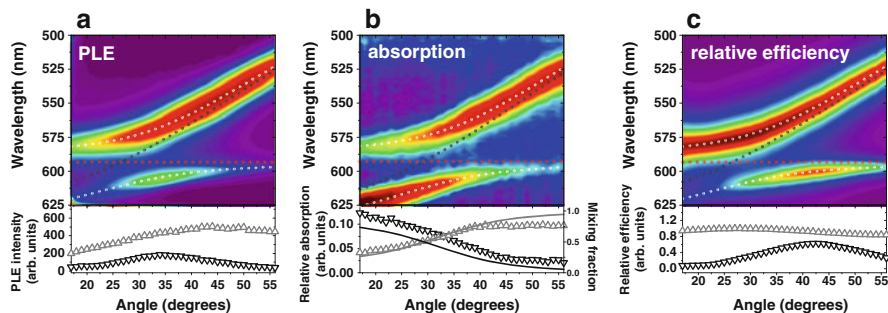 a
PLE
Wavelength (nm)
500
525
550
575
600
625
PLE intensity
(arb. units)
600
400
200
0
20 25 30 35 40 45 50 55
Angle (degrees)
b
absorption
Wavelength (nm)
500
525
550
575
600
625
Relative absorption
(arb. units)
0.10
0.05
0.00
Mixing fraction
1.0
0.5
0.0
20 25 30 35 40 45 50 55
Angle (degrees)
c
relative efficiency
Wavelength (nm)
500
525
550
575
600
625
Relative efficiency
(arb. units)
1.2
0.8
0.4
0.0
20 25 30 35 40 45 50 55
Angle (degrees)